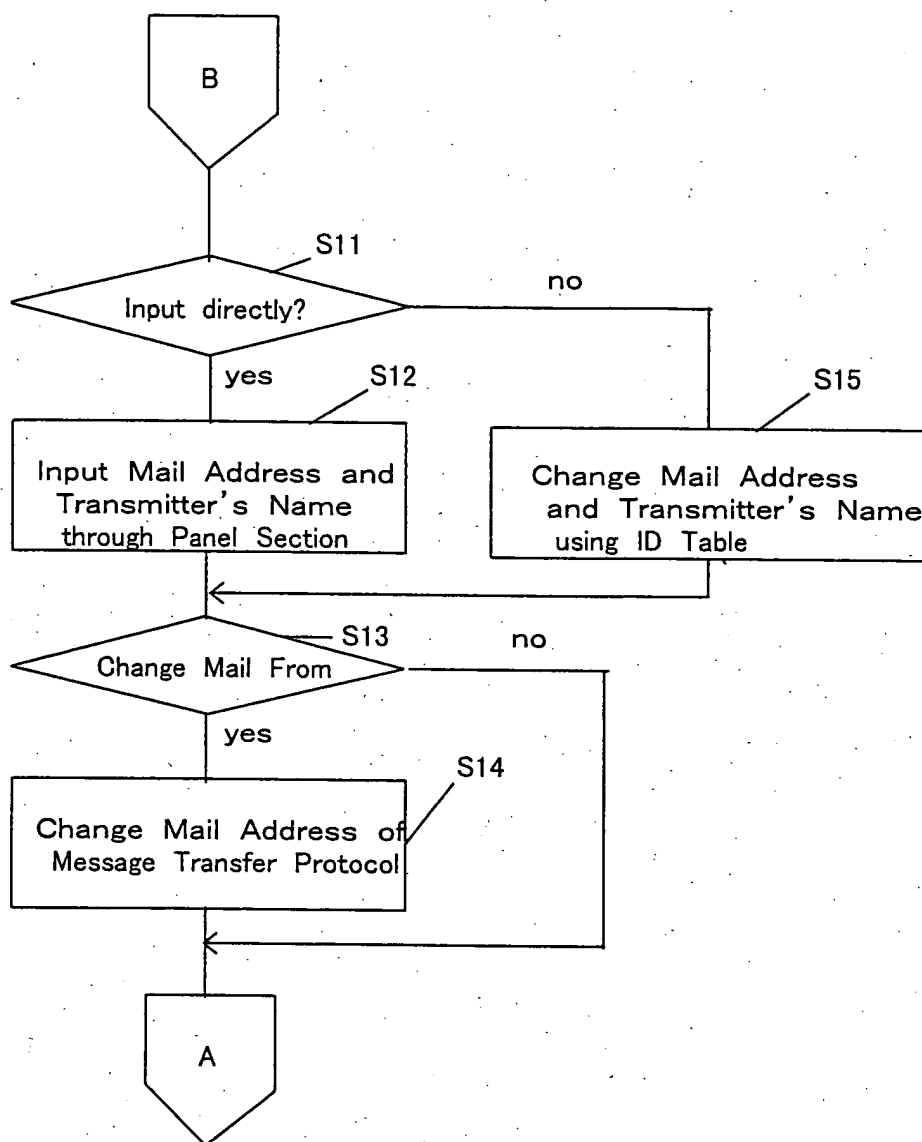 B
S11
Input directly?
no
yes
S12
S15
Input Mail Address and
Transmitter's Name
through Panel Section
Change Mail Address
and Transmitter's Name
using ID Table
S13
Change Mail From
no
yes
S14
Change Mail Address of
Message Transfer Protocol
A